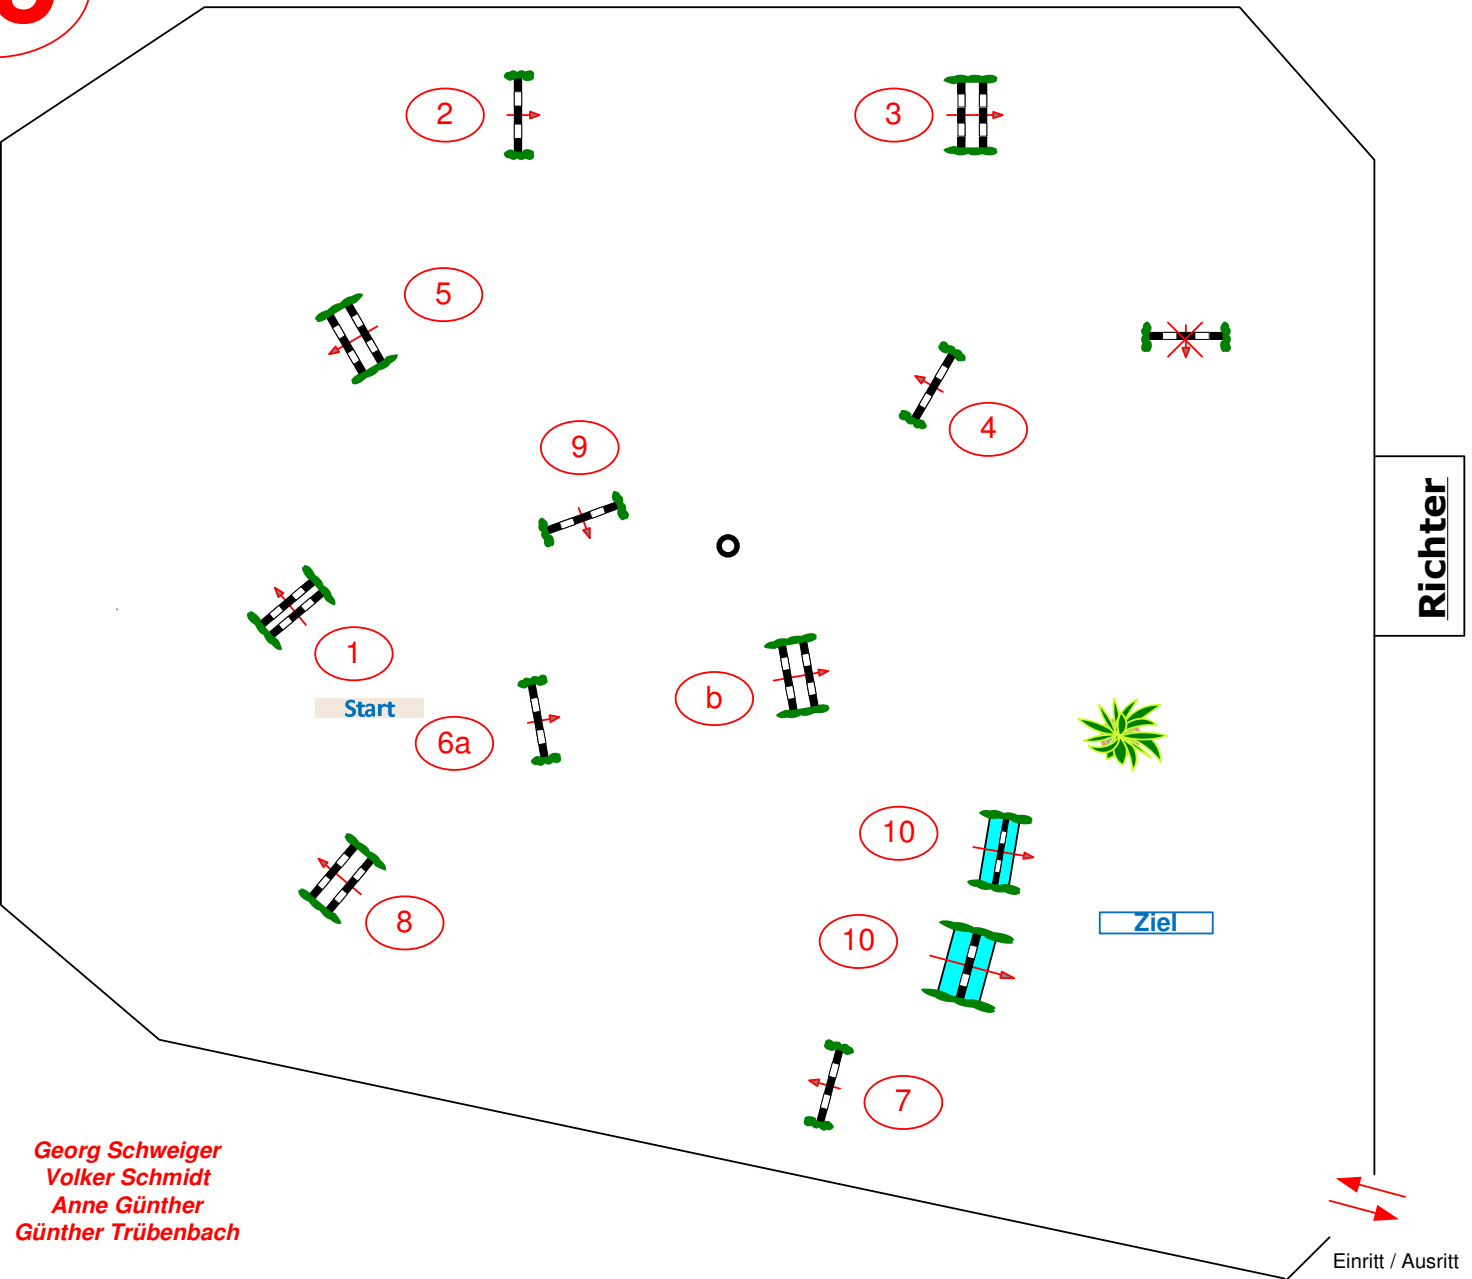 2
3
5
4
9
Richter
1
Start
b
6a
10
8
Ziel
10
7
Georg Schweiger
Volker Schmidt
Anne Günther
Günther Trübenbach
Einritt / Ausritt